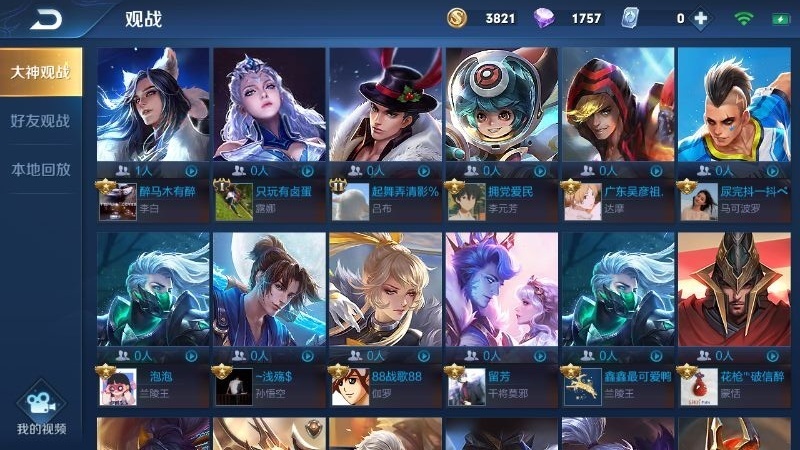 观战
3821
1757
0
大神观战
好友观战
本地回放
我的视频
1人
0人
0人
0人
0人
0人
醉马木有醉
只玩有卤蛋
起舞弄清影%
拥党爱民
广东吴彦祖.
尿完抖一抖ベ
李白
露娜
吕布
李元芳
达摩
马可波罗
0人
0人
0人
0人
0人
0人
泡泡
~浅殇$
88战歌88
留芳
鑫鑫最可爱鸭
花枪"破信醉
兰陵王
孙悟空
伽罗
干将莫邪
兰陵王
蒙恬